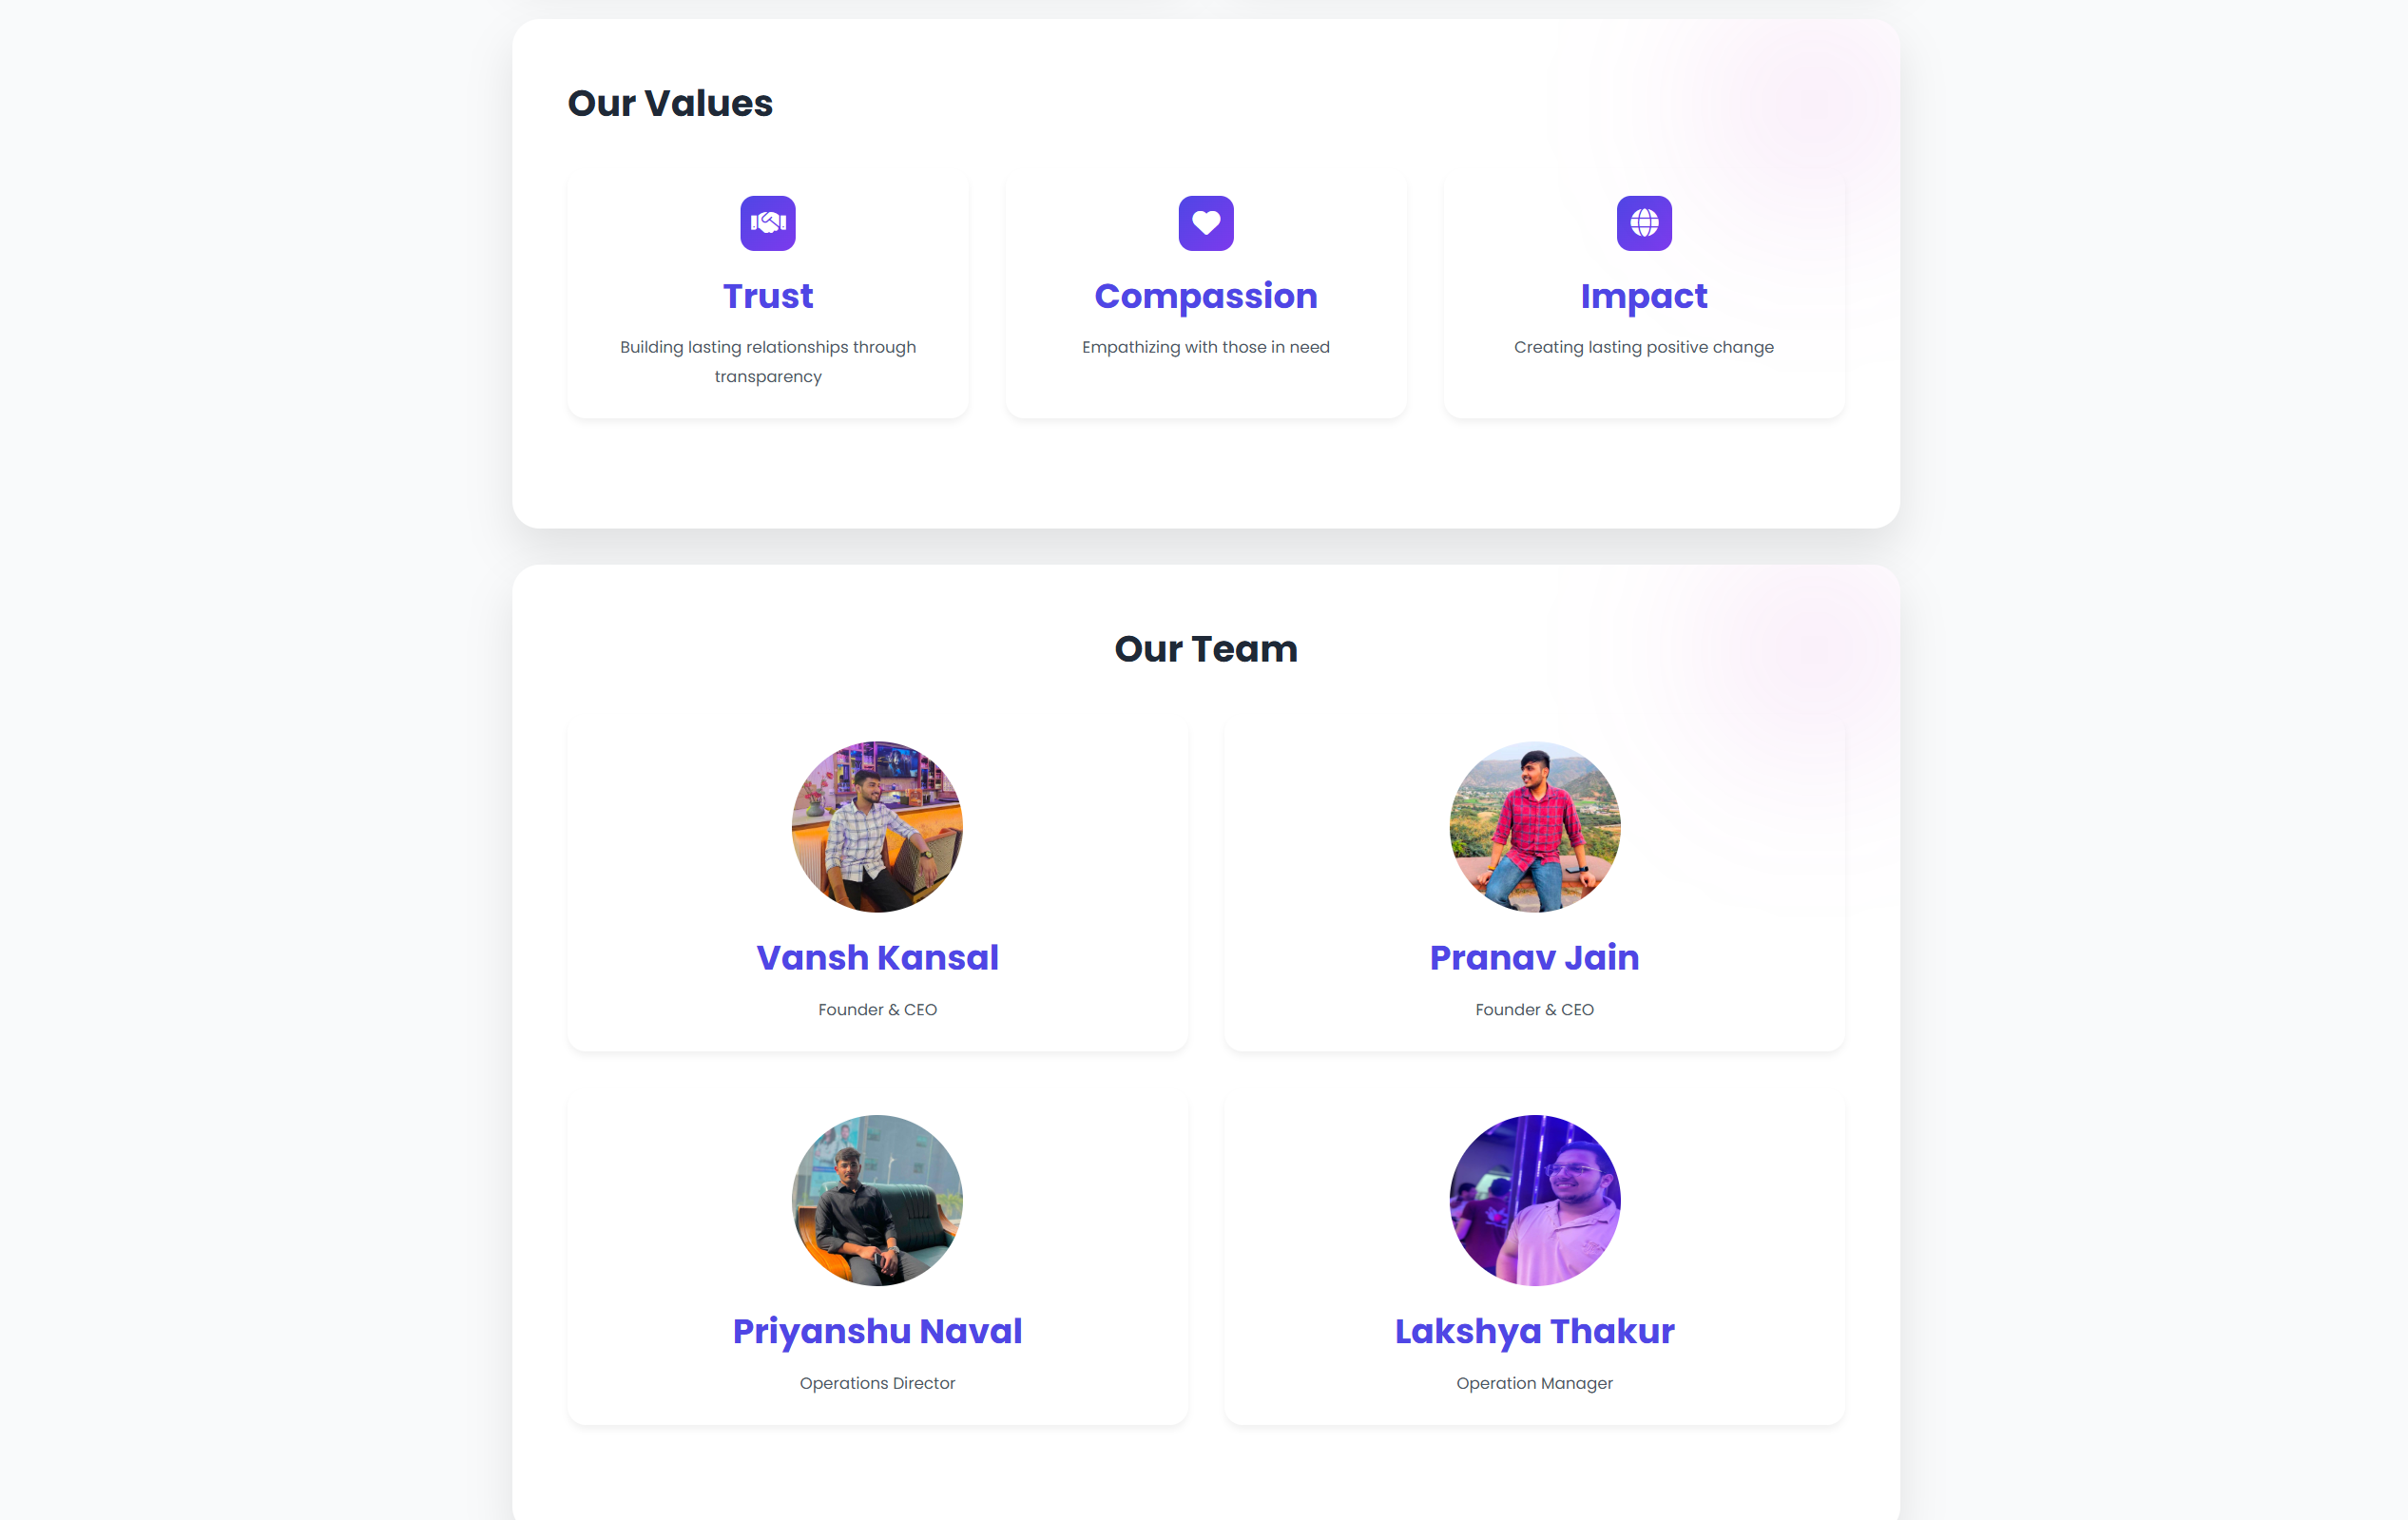 Our Values
Trust
Building lasting relationships through
transparency
Compassion
Empathizing with those in need
Impact
Creating lasting positive change
Our Team
Vansh Kansal
Founder & CEO
Pranav Jain
Founder & CEO
Priyanshu Naval
Operations Director
Lakshya Thakur
Operation Manager